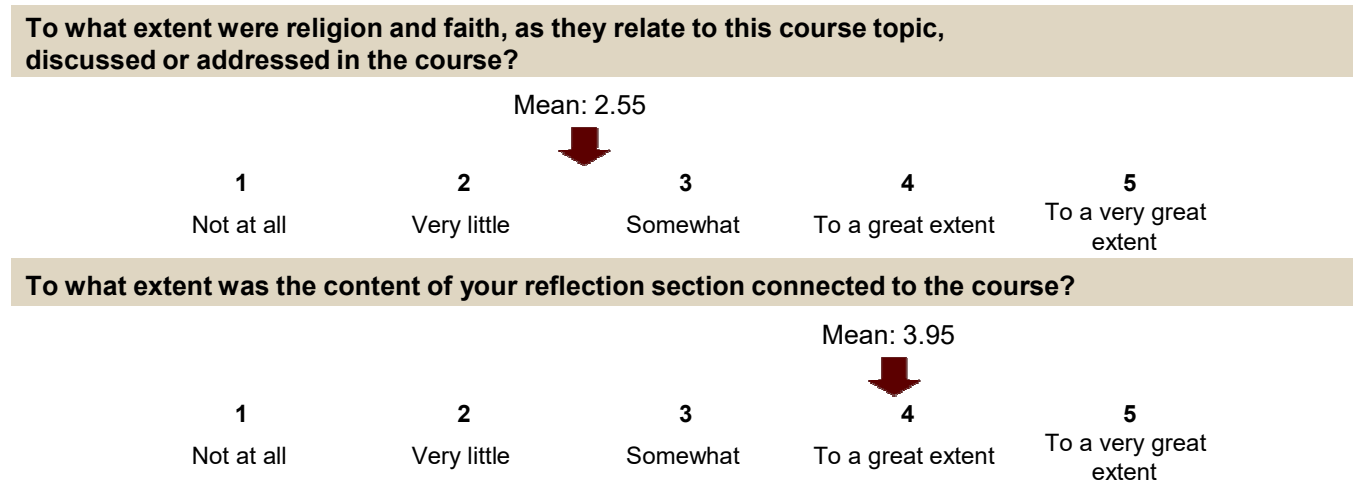 To what extent were religion and faith, as they relate to this course topic,
discussed or addressed in the course?
Mean: 2.55
1 2 3 4 5
Not at all Very little Somewhat To a great extent To a very great
extent
To what extent was the content of your reflection section connected to the course?
Mean: 3.95
1 2 3 4 5
Not at all Very little Somewhat To a great extent To a very great
extent